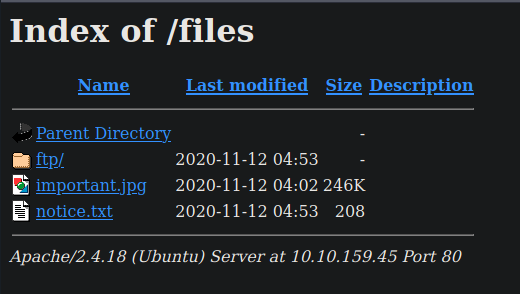 Index of /files
Name Last modified Size Description
Parent Directory -
ftp/ 2020-11-12 04:53 -
important.jpg 2020-11-12 04:02 246K
notice.txt 2020-11-12 04:53 208
Apache/2.4.18 (Ubuntu) Server at 10.10.159.45 Port 80